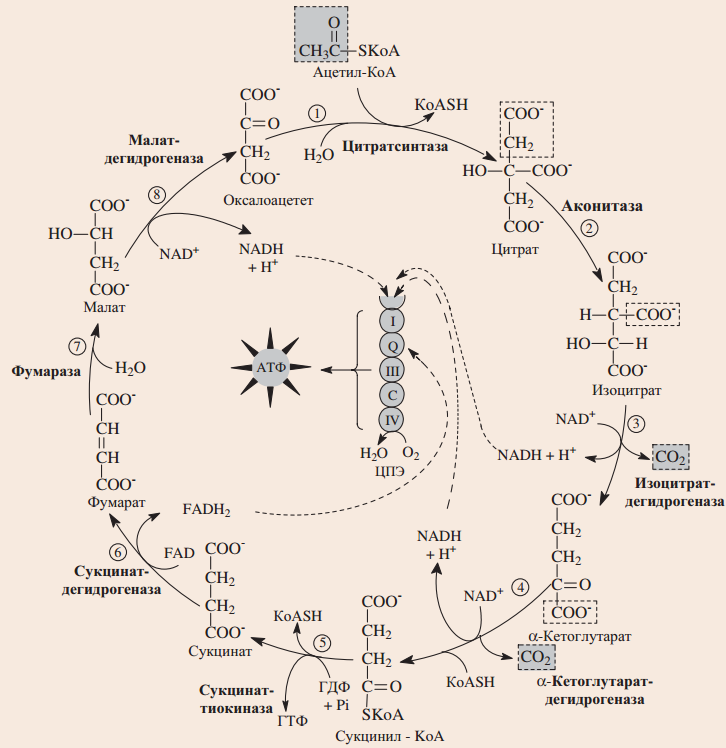 O
CH₃C—SKoA
Ацетил-КоА
COO⁻
C=O
CH₂
COO⁻
Оксалоацетет
1
H₂O
Цитратсинтаза
KoASH
COO⁻
CH₂
HO—C—COO⁻
CH₂
COO⁻
Цитрат
Аконитаза
2
COO⁻
CH₂
H—C—COO⁻
HO—C—H
COO⁻
Изоцитрат
NAD⁺
3
NADH + H⁺
CO₂
Изоцитрат-
дегидрогеназа
COO⁻
CH₂
CH₂
C=O
COO⁻
α-Кетоглутарат
4
NAD⁺
NADH
+ H⁺
KoASH
CO₂
α-Кетоглутарат-
дегидрогеназа
COO⁻
CH₂
CH₂
C=O
SKoA
Сукцинил - КоА
5
KoASH
ГДФ
+ Pi
ГТФ
Сукцинат-
тиокиназа
COO⁻
CH₂
CH₂
COO⁻
Сукцинат
6
FAD
FADH₂
Сукцинат-
дегидрогеназа
COO⁻
CH
CH
COO⁻
Фумарат
7
H₂O
Фумараза
COO⁻
HO—CH
CH₂
COO⁻
Малат
8
Малат-
дегидрогеназа
NAD⁺
NADH
+ H⁺
АТФ
I
Q
III
C
IV
H₂O
O₂
ЦПЭ